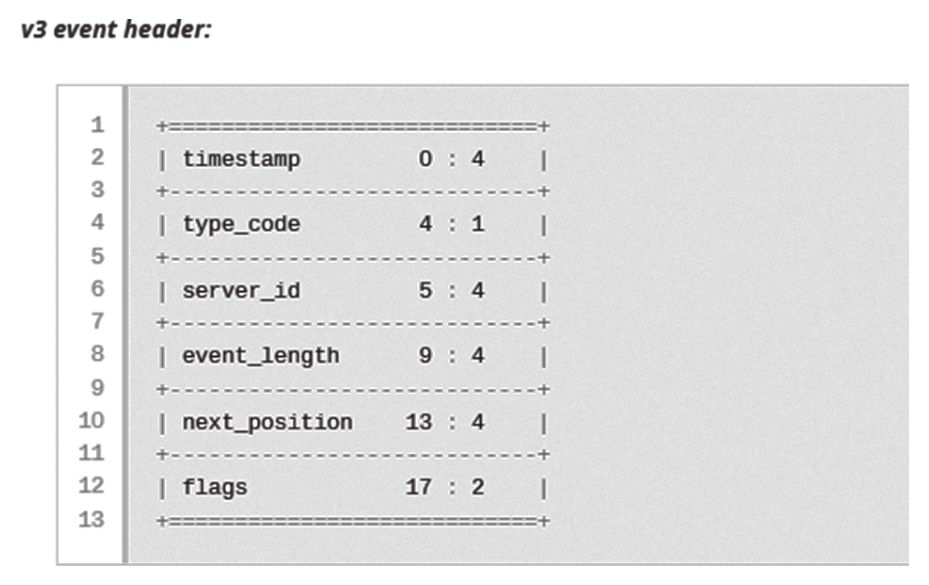 v3 event header:
1 +============================+
2 | timestamp         0 : 4    |
3 +----------------------------+
4 | type_code         4 : 1    |
5 +----------------------------+
6 | server_id         5 : 4    |
7 +----------------------------+
8 | event_length      9 : 4    |
9 +----------------------------+
10 | next_position    13 : 4    |
11 +----------------------------+
12 | flags            17 : 2    |
13 +============================+